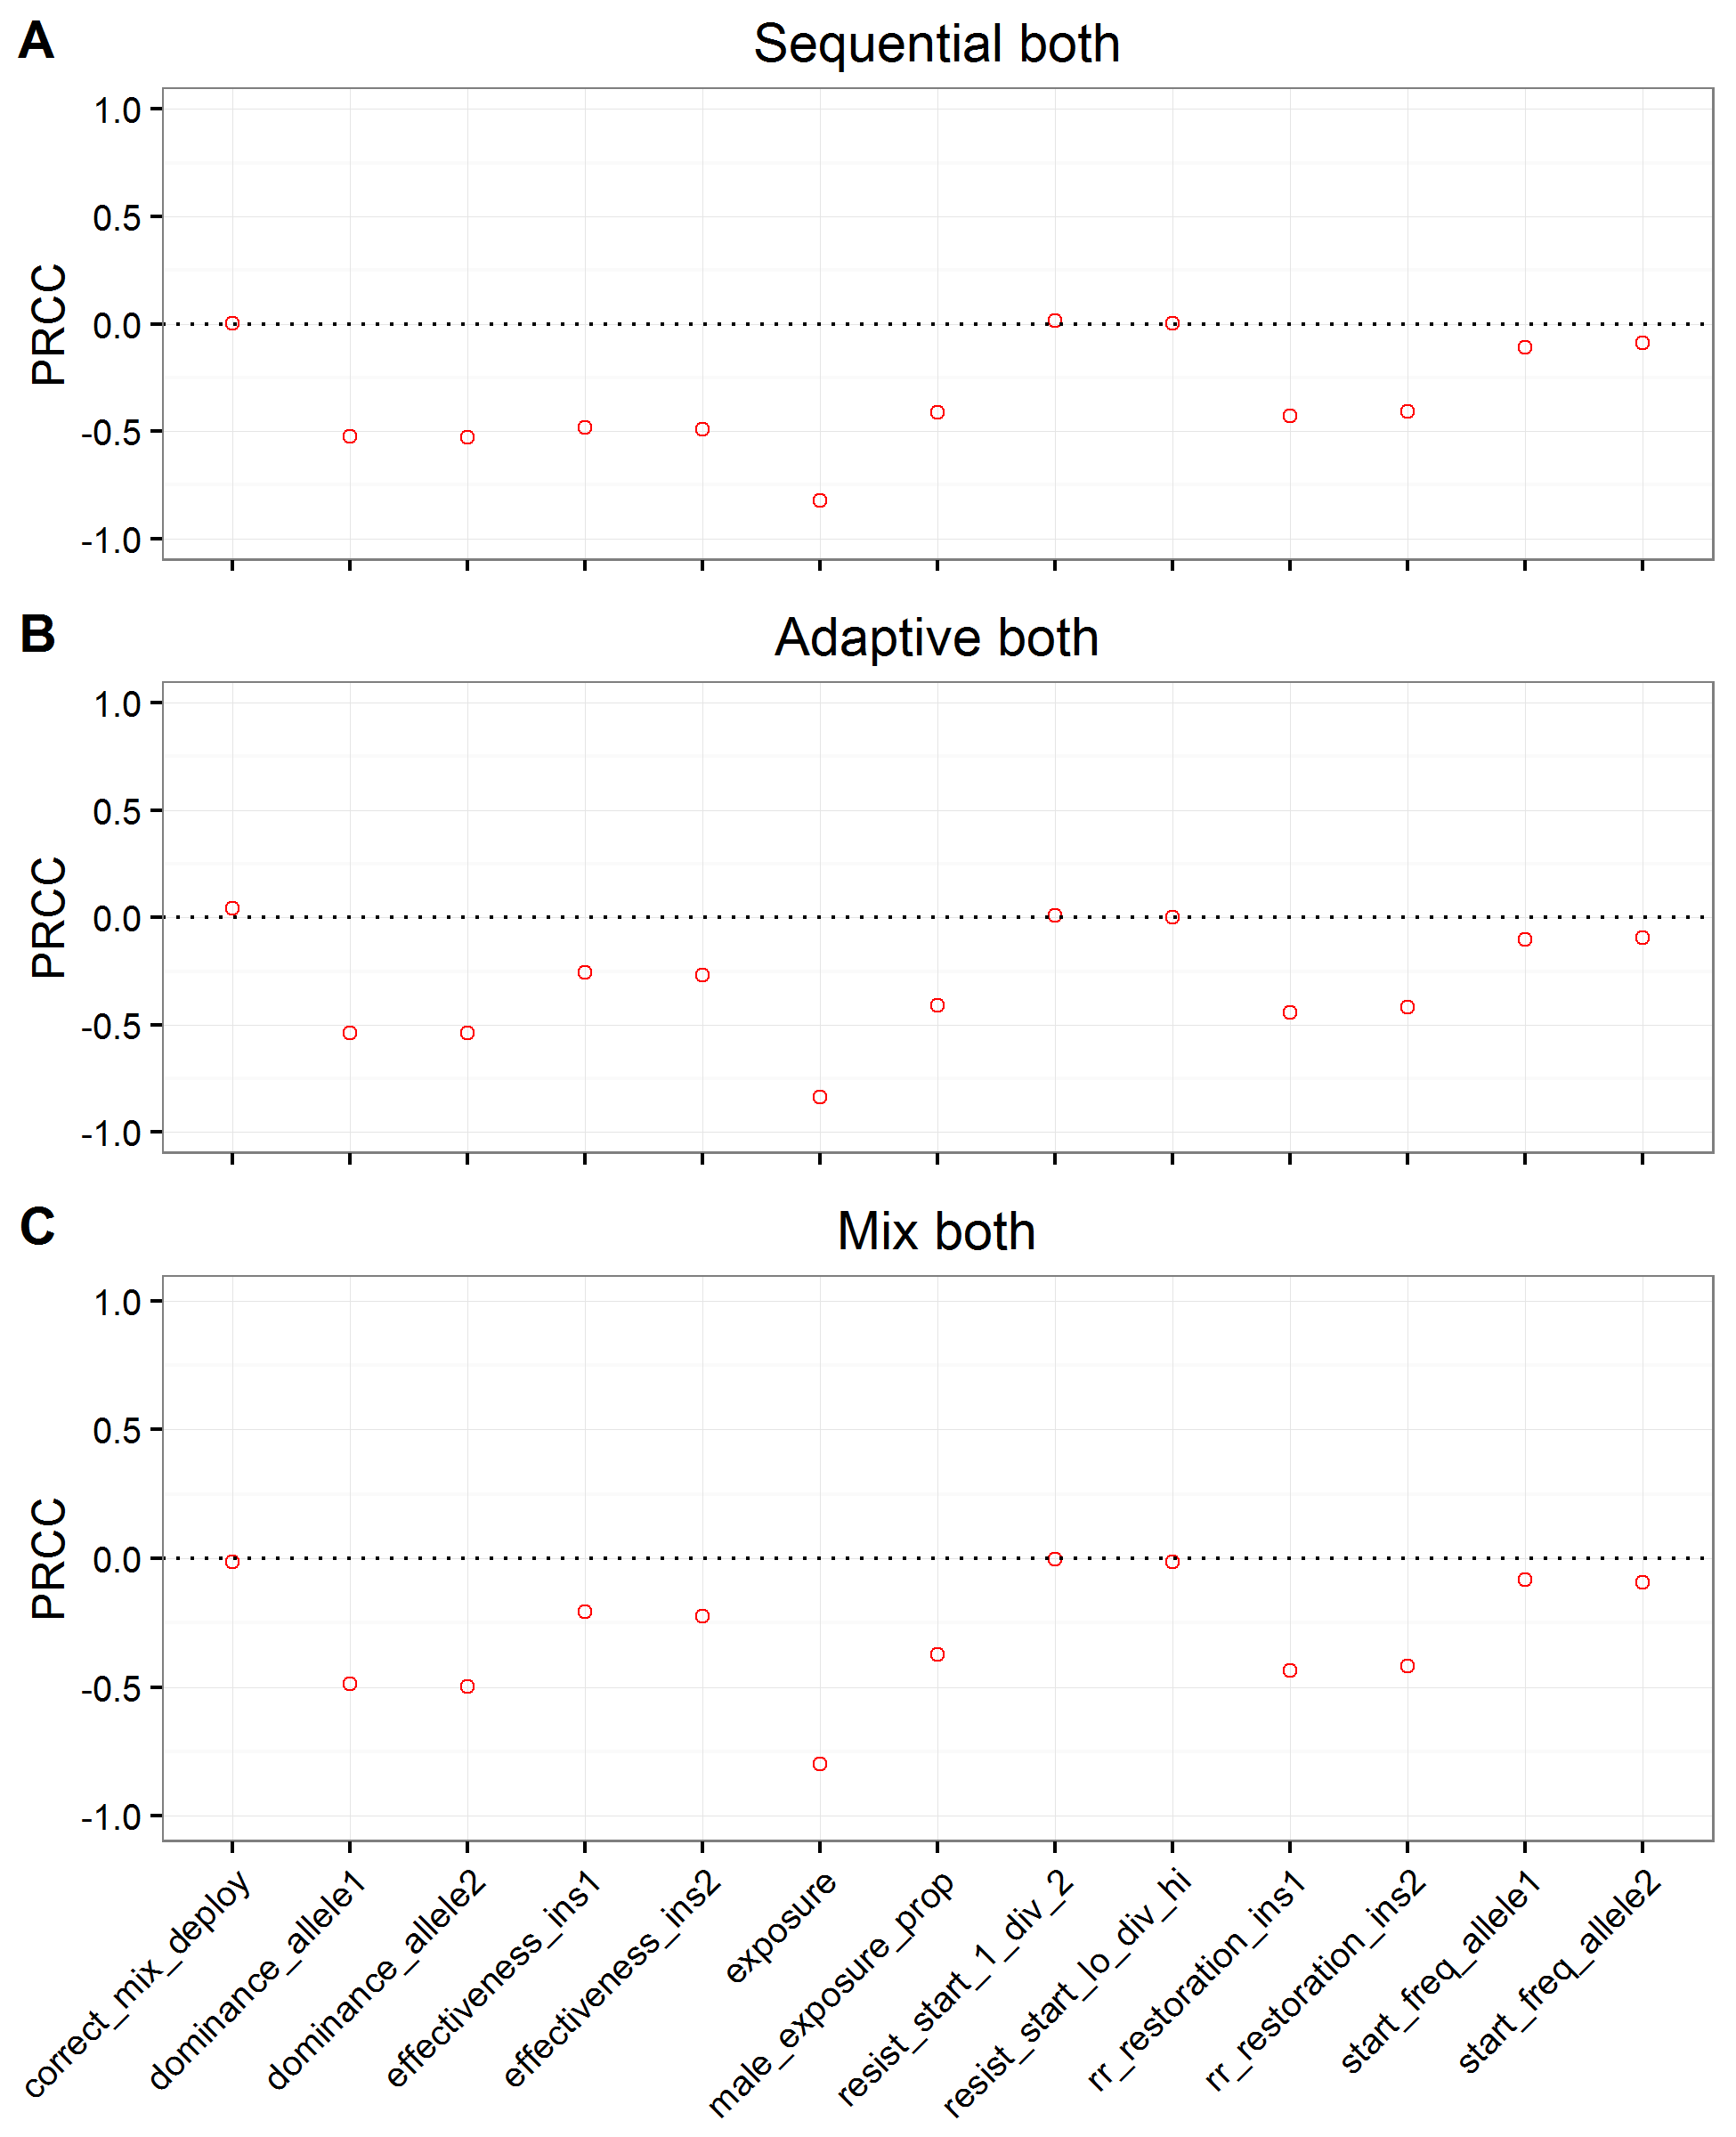 A
Sequential both
1.0
0.5
0.0
-0.5
-1.0
PRCC
B
Adaptive both
1.0
0.5
0.0
-0.5
-1.0
PRCC
C
Mix both
1.0
0.5
0.0
-0.5
-1.0
PRCC
correct_mix_deploy
dominance_allele1
dominance_allele2
effectiveness_ins1
effectiveness_ins2
exposure
male_exposure_prop
resist_start_1_div_2
resist_start_lo_div_hi
rr_restoration_ins1
rr_restoration_ins2
start_freq_allele1
start_freq_allele2